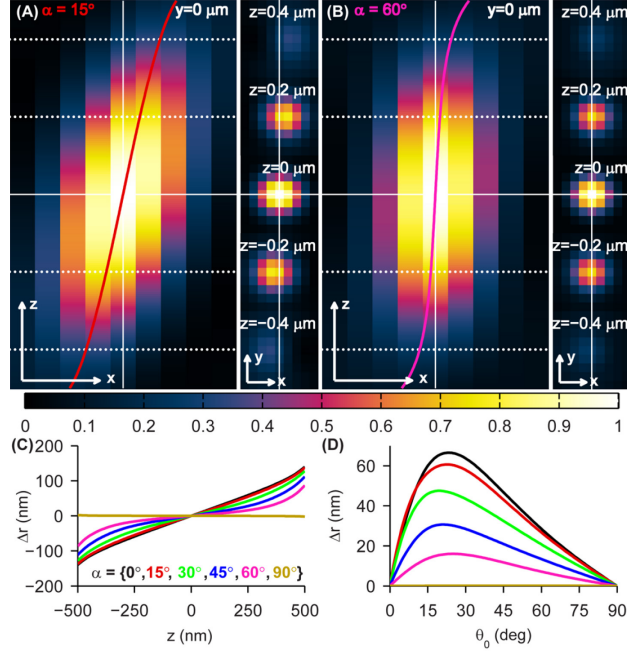 (A) α = 15° y=0 μm
z=0.4 μm
z=0.2 μm
z=0 μm
z=−0.2 μm
z=−0.4 μm
z
x
y
x
(B) α = 60° y=0 μm
z=0.4 μm
z=0.2 μm
z=0 μm
z=−0.2 μm
z=−0.4 μm
z
x
y
x
0 0.1 0.2 0.3 0.4 0.5 0.6 0.7 0.8 0.9 1
(C)
200
100
0
−100
−200
Δr (nm)
α = {0°,15°, 30°,45°,60°,90°}
−500 0 500
z (nm)
(D)
60
40
20
0
Δr (nm)
0 15 30 45 60 75 90
θ0 (deg)